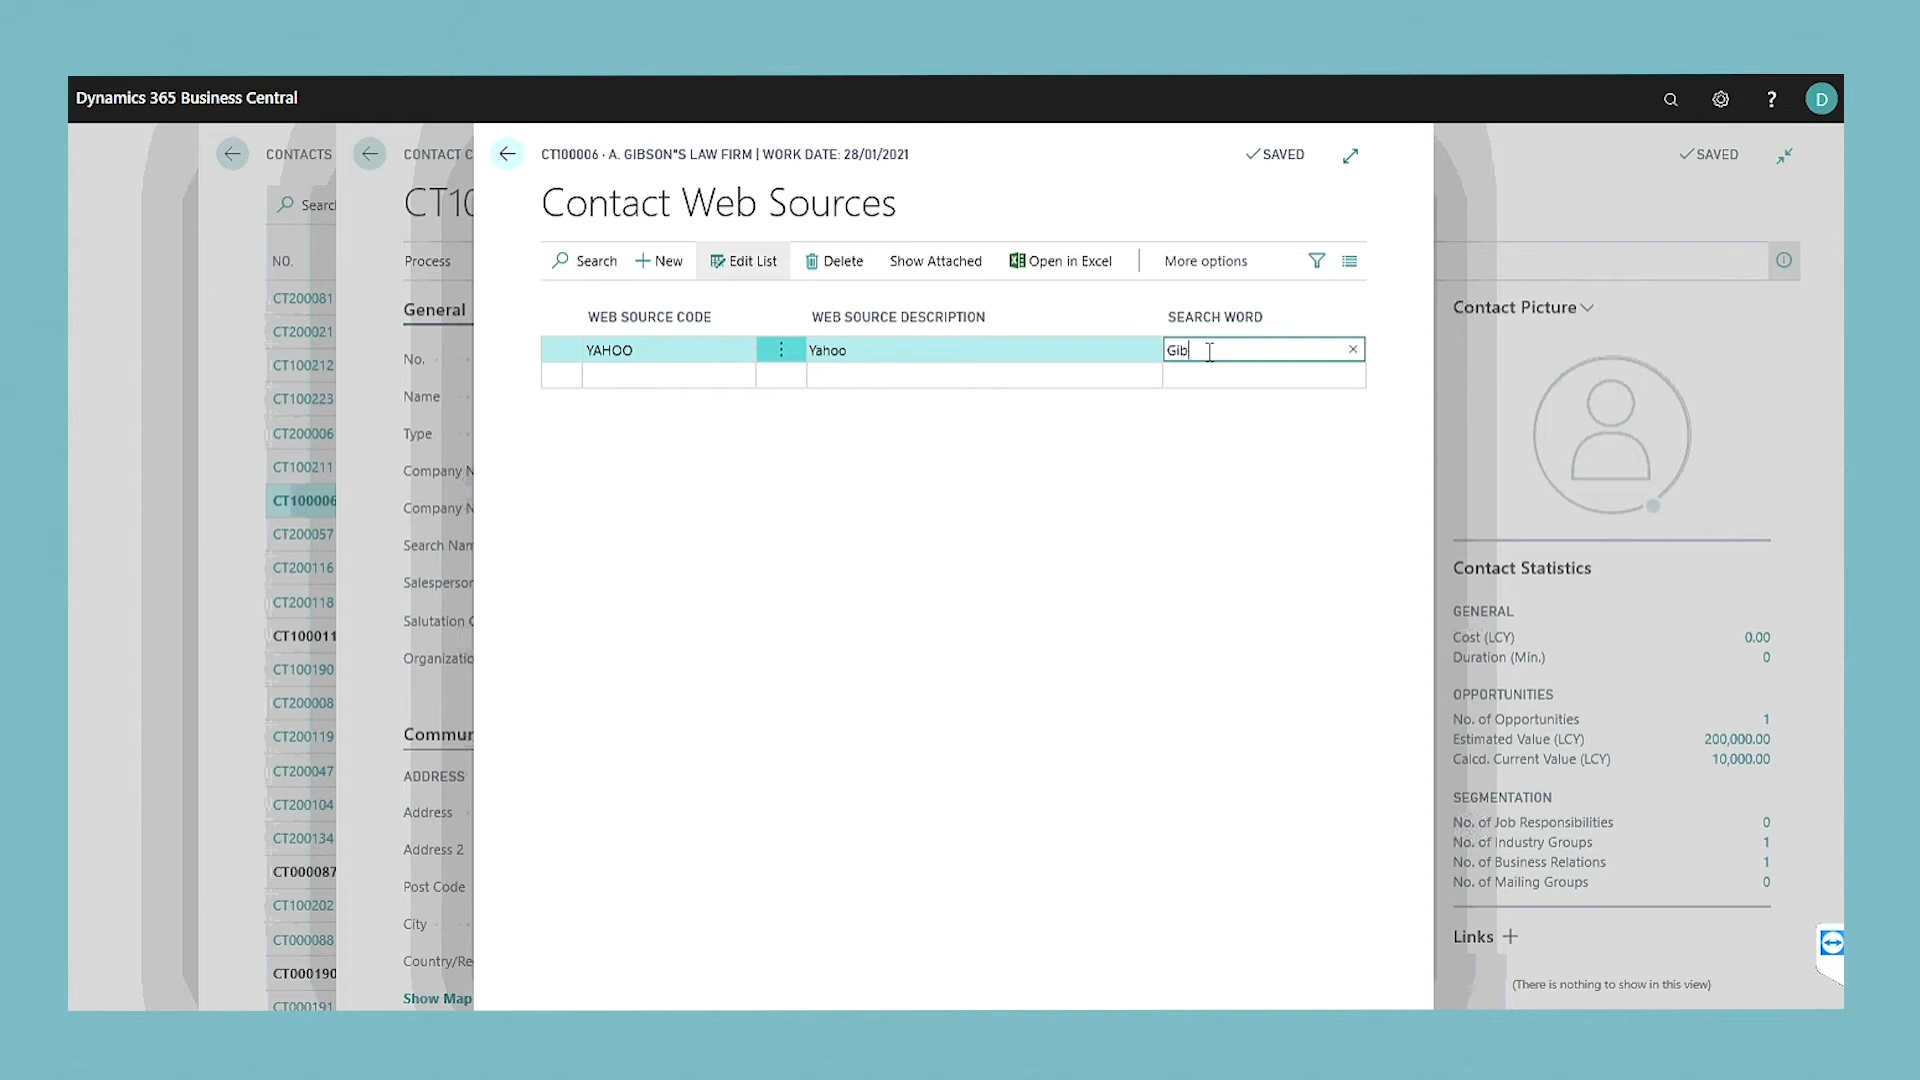 Dynamics 365 Business Central
?
D
CONTACTS
CONTACT C
CT100006 · A. GIBSON"S LAW FIRM | WORK DATE: 28/01/2021
SAVED
SAVED
Contact Web Sources
Search
CT10
Search
New
Edit List
Delete
Show Attached
Open in Excel
More options
NO.
Process
WEB SOURCE CODE
WEB SOURCE DESCRIPTION
SEARCH WORD
YAHOO
Yahoo
Gib
CT200081
CT200021
CT100212
CT100223
CT200006
CT100211
CT100006
CT200057
CT200116
CT200118
CT100011
CT100190
CT200008
CT200119
CT200047
CT200104
CT200134
CT000087
CT100202
CT000088
CT000190
CT000191
General
No.
Name
Type
Company N
Company N
Search Nam
Salesperson
Salutation C
Organizatio
Commun
ADDRESS
Address
Address 2
Post Code
City
Country/Re
Show Map
Contact Picture
Contact Statistics
GENERAL
Cost (LCY) 0.00
Duration (Min.) 0
OPPORTUNITIES
No. of Opportunities 1
Estimated Value (LCY) 200,000.00
Calcd. Current Value (LCY) 10,000.00
SEGMENTATION
No. of Job Responsibilities 0
No. of Industry Groups 1
No. of Business Relations 1
No. of Mailing Groups 0
Links
(There is nothing to show in this view)